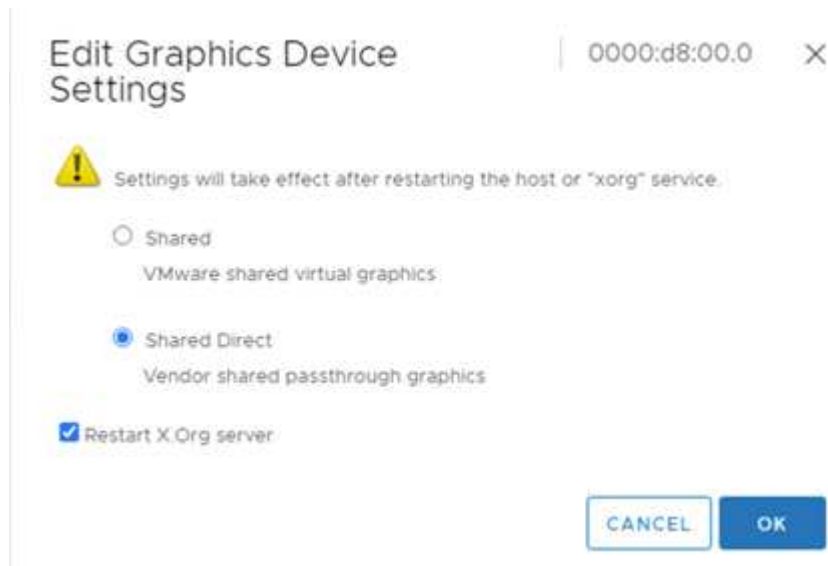 Edit Graphics Device
Settings
0000:d8:00.0
Settings will take effect after restarting the host or "xorg" service.
Shared
VMware shared virtual graphics
Shared Direct
Vendor shared passthrough graphics
Restart X.Org server
CANCEL
OK